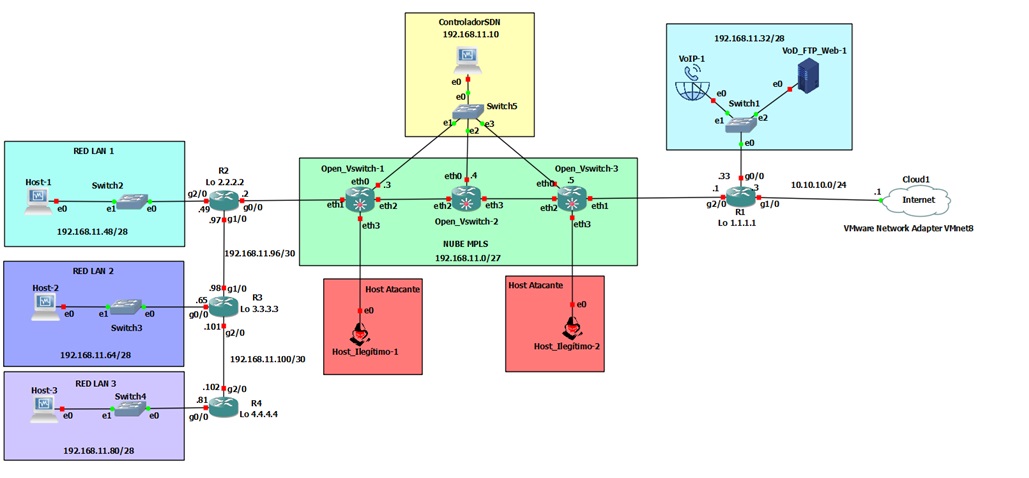 ControladorSDN
192.168.11.10
e0
e0
Switch5
e1
e2
e3
192.168.11.32/28
VoIP-1
VoD_FTP_Web-1
e0
e0
Switch1
e1
e2
e0
.33
g0/0
.1
.3
g2/0
g1/0
R1
Lo 1.1.1.1
10.10.10.0/24
Cloud1
.1
Internet
VMware Network Adapter VMnet8
RED LAN 1
Host-1
e0
Switch2
e1
e0
192.168.11.48/28
R2
Lo 2.2.2.2
g2/0
.49
.2
g0/0
.97
g1/0
192.168.11.96/30
Open_Vswitch-1
eth0
.3
eth1
eth2
eth3
eth0
.4
eth2
eth3
Open_Vswitch-2
Open_Vswitch-3
eth0
.5
eth2
eth1
eth3
NUBE MPLS
192.168.11.0/27
RED LAN 2
Host-2
e0
e1
e0
Switch3
192.168.11.64/28
.98
g1/0
R3
Lo 3.3.3.3
.65
g0/0
.101
g2/0
192.168.11.100/30
Host Atacante
e0
Host_Ilegítimo-1
Host Atacante
e0
Host_Ilegítimo-2
RED LAN 3
Host-3
e0
Switch4
e1
e0
192.168.11.80/28
.102
g2/0
.81
g0/0
R4
Lo 4.4.4.4